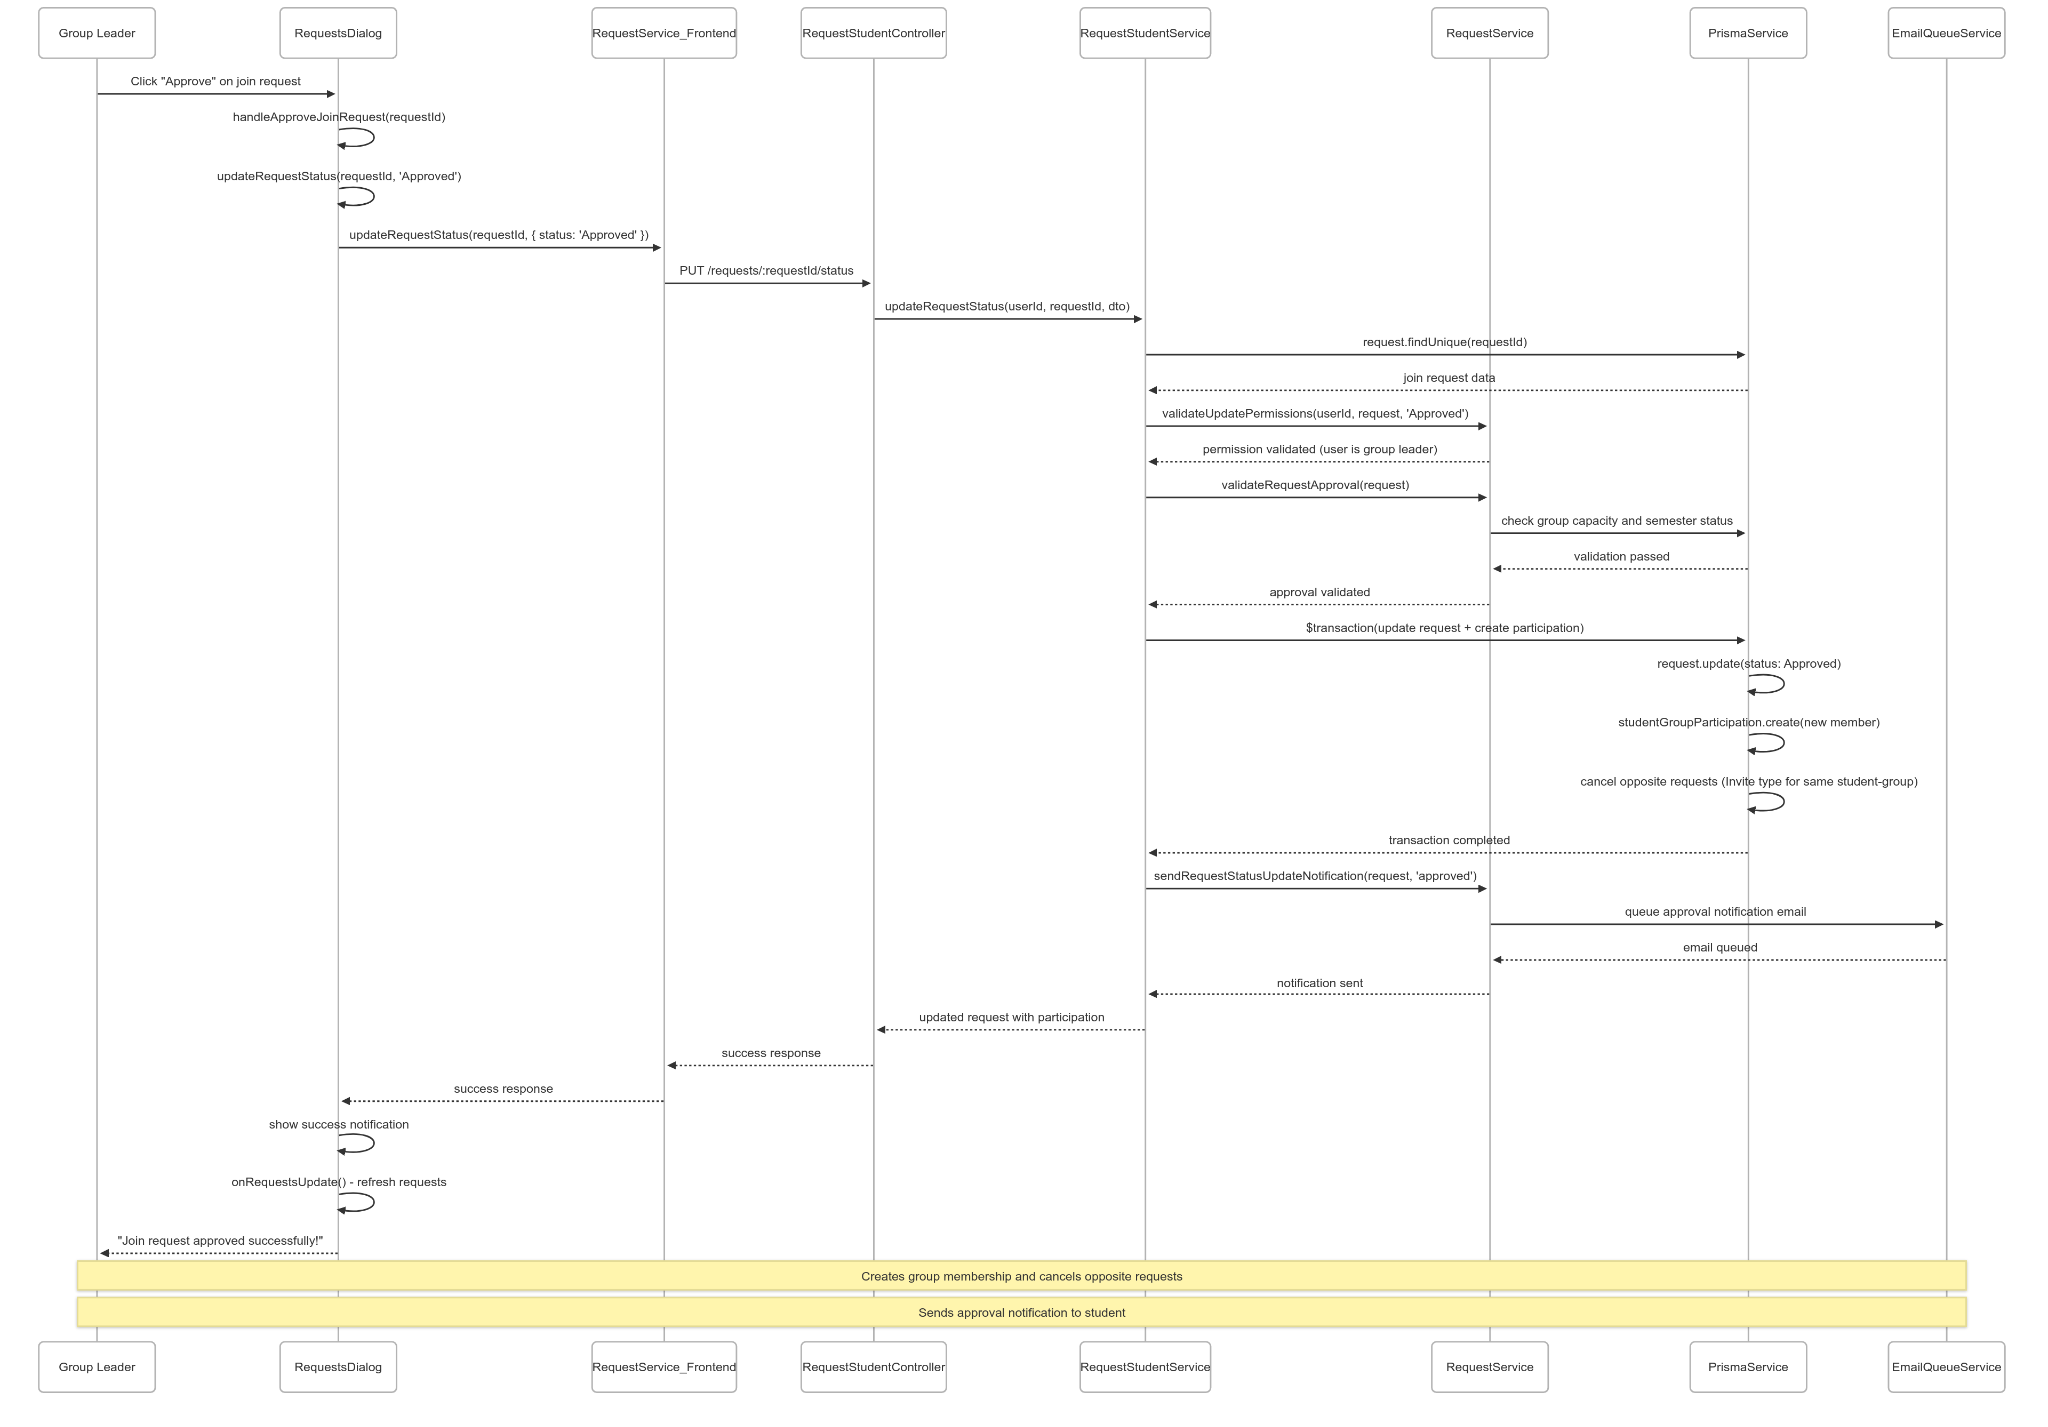 Group Leader
RequestsDialog
RequestService_Frontend
RequestStudentController
RequestStudentService
RequestService
PrismaService
EmailQueueService
Click "Approve" on join request
handleApproveJoinRequest(requestId)
updateRequestStatus(requestId, 'Approved')
updateRequestStatus(requestId, { status: 'Approved' })
PUT /requests/:requestId/status
updateRequestStatus(userId, requestId, dto)
request.findUnique(requestId)
join request data
validateUpdatePermissions(userId, request, 'Approved')
permission validated (user is group leader)
validateRequestApproval(request)
check group capacity and semester status
validation passed
approval validated
$transaction(update request + create participation)
request.update(status: Approved)
studentGroupParticipation.create(new member)
cancel opposite requests (Invite type for same student-group)
transaction completed
sendRequestStatusUpdateNotification(request, 'approved')
queue approval notification email
email queued
notification sent
updated request with participation
success response
success response
show success notification
onRequestsUpdate() - refresh requests
"Join request approved successfully!"
Creates group membership and cancels opposite requests
Sends approval notification to student
Group Leader
RequestsDialog
RequestService_Frontend
RequestStudentController
RequestStudentService
RequestService
PrismaService
EmailQueueService